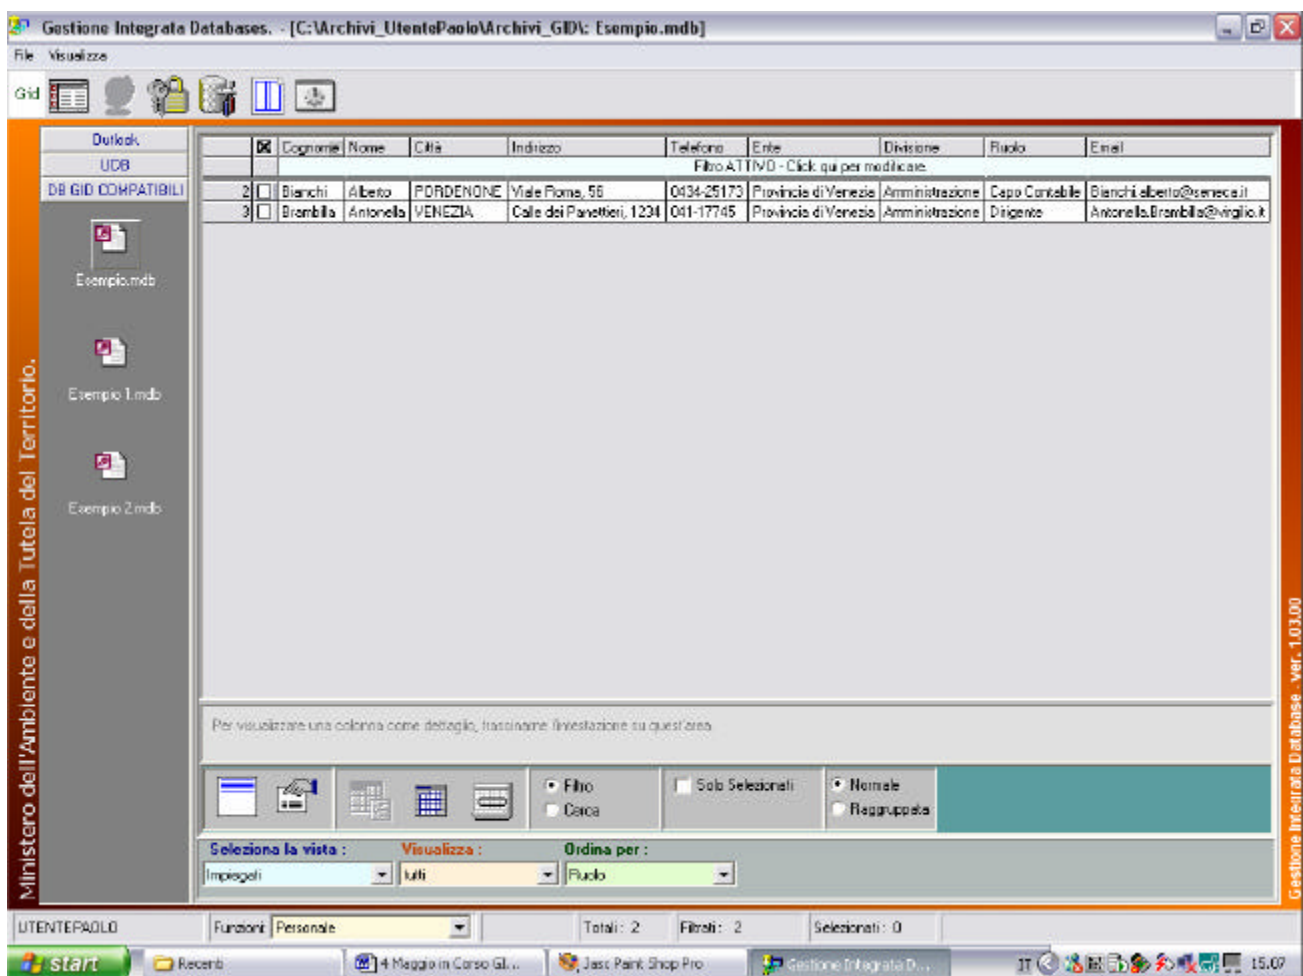 Gestione Integrata Databases. - [C:\Archivi_UtentePaolo\Archivi_GID\: Esempio.mdb]
File Visualizza
Gid
Outlook
UDB
DB GID COMPATIBILI
Esempio.mdb
Esempio 1.mdb
Esempio 2.mdb
Cognome Nome Città Indirizzo Telefono Ente Divisione Ruolo Email
Filtro ATTIVO - Click qui per modificare.
2 Bianchi Alberto PORDENONE Viale Roma, 56 0434-25173 Provincia di Venezia Amministrazione Capo Contabile Bianchi.alberto@seneca.it
3 Brambilla Antonella VENEZIA Calle dei Panettieri, 1234 041-17745 Provincia di Venezia Amministrazione Dirigente Antonella.Brambilla@virgilio.it
Per visualizzare una colonna come dettaglio, trascinarne l'intestazione su quest'area
Filtro
Cerca
Solo Selezionati
Normale
Raggruppata
Seleziona la vista : Visualizza : Ordina per :
Impiegati tutti Ruolo
Ministero dell'Ambiente e della Tutela del Territorio.
Gestione Integrata Database - ver. 1.03.00
UTENTEPAOLO Funzioni: Personale Totali: 2 Filtrati: 2 Selezionati: 0
start Recenti 4 Maggio in Corso GI... Jasc Paint Shop Pro Gestione Integrata D... IT 15.07